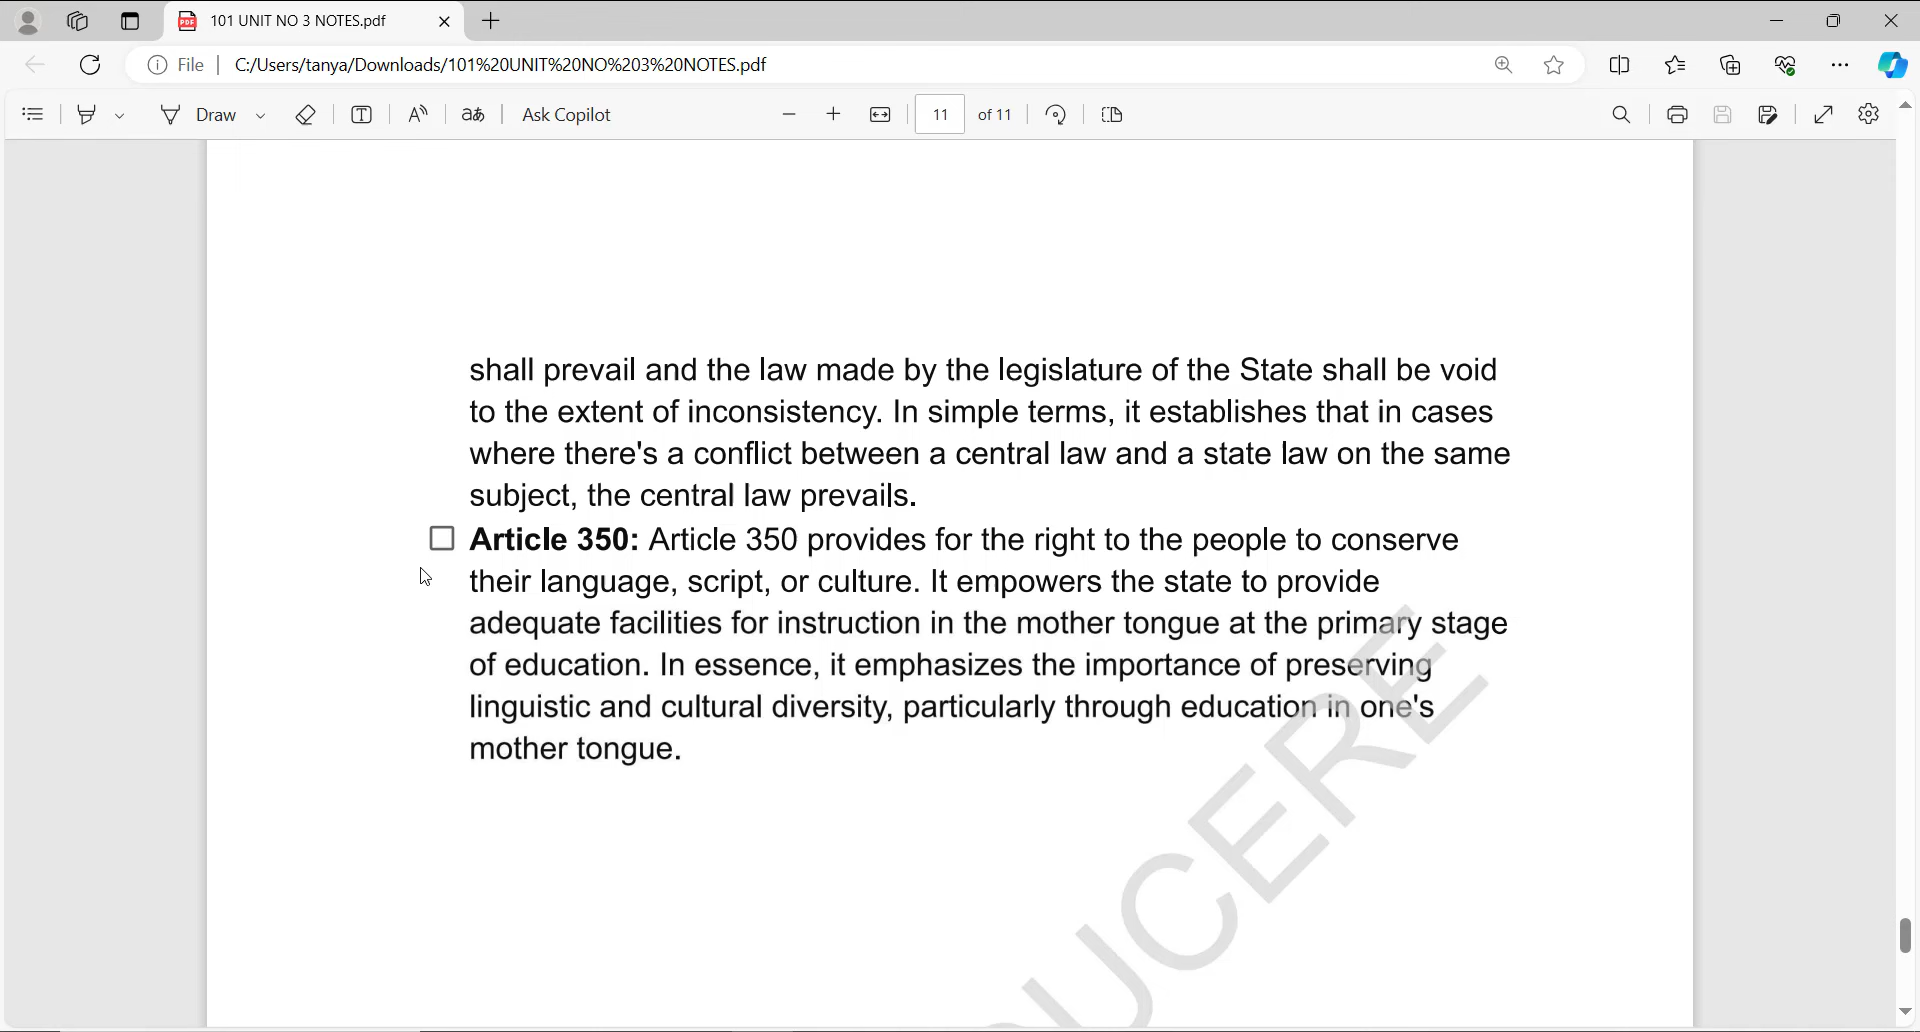 101 UNIT NO 3 NOTES.pdf
File
C:/Users/tanya/Downloads/101%20UNIT%20NO%203%20NOTES.pdf
Draw
Ask Copilot
11 of 11
shall prevail and the law made by the legislature of the State shall be void
to the extent of inconsistency. In simple terms, it establishes that in cases
where there's a conflict between a central law and a state law on the same
subject, the central law prevails.
Article 350: Article 350 provides for the right to the people to conserve
their language, script, or culture. It empowers the state to provide
adequate facilities for instruction in the mother tongue at the primary stage
of education. In essence, it emphasizes the importance of preserving
linguistic and cultural diversity, particularly through education in one's
mother tongue.
UCERE